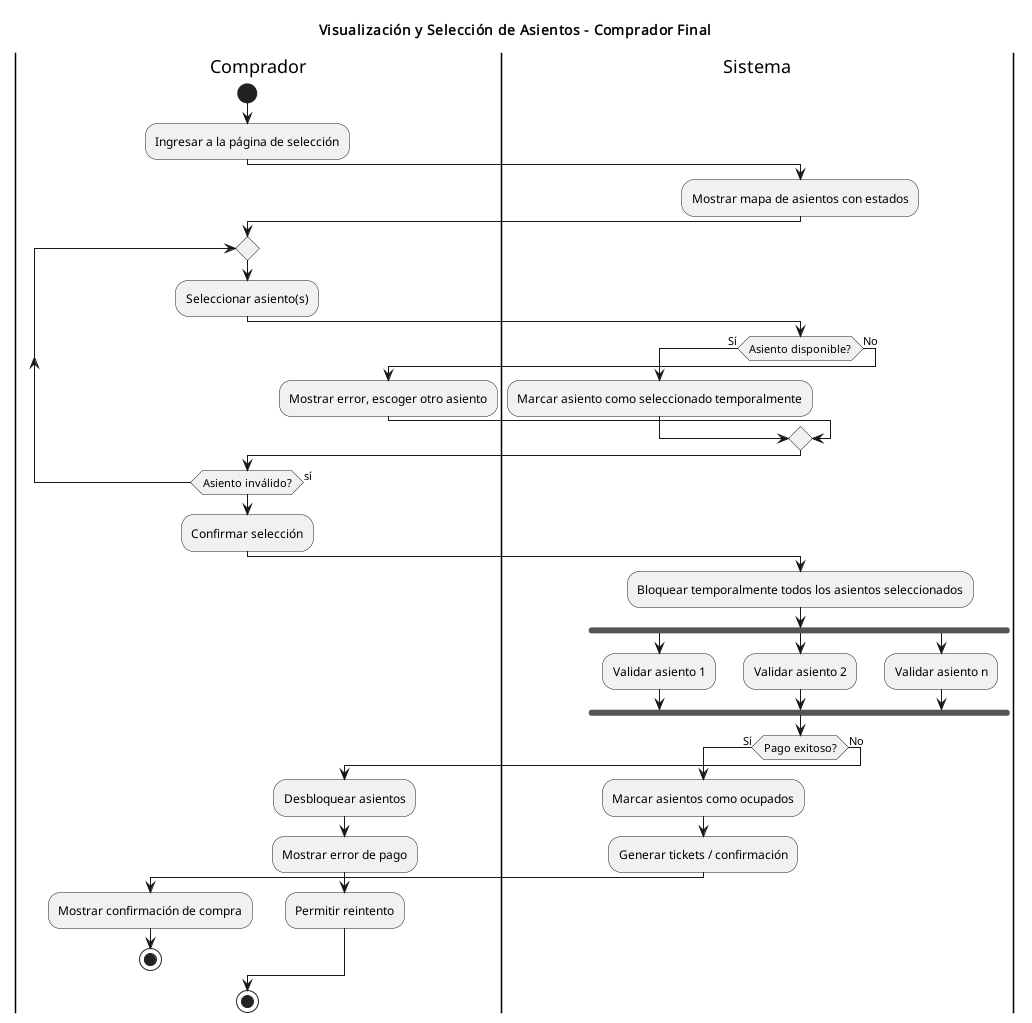 Visualización y Selección de Asientos - Comprador Final
Comprador
Sistema
Ingresar a la página de selección
Mostrar mapa de asientos con estados
Seleccionar asiento(s)
Asiento disponible?
Sí
No
Mostrar error, escoger otro asiento
Marcar asiento como seleccionado temporalmente
Asiento inválido?
sí
Confirmar selección
Bloquear temporalmente todos los asientos seleccionados
Validar asiento 1
Validar asiento 2
Validar asiento n
Sí
Pago exitoso?
No
Desbloquear asientos
Marcar asientos como ocupados
Mostrar error de pago
Generar tickets / confirmación
Mostrar confirmación de compra
Permitir reintento